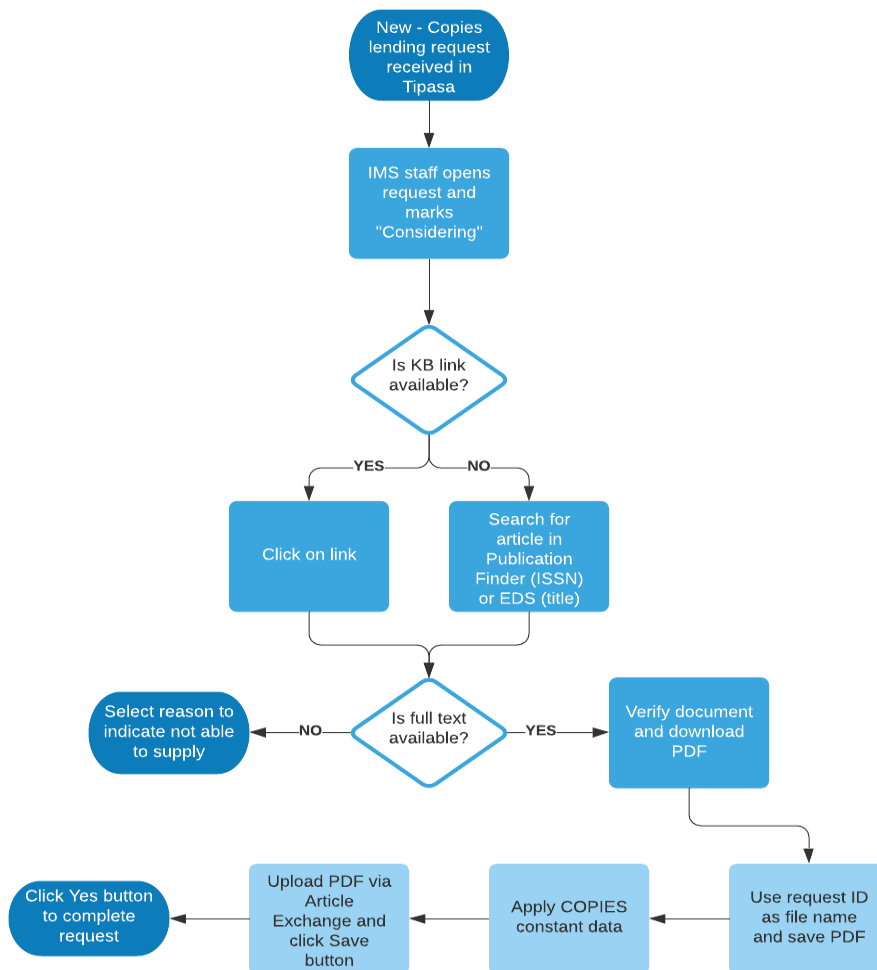 New - Copies
lending request
received in
Tipasa
IMS staff opens
request and
marks
"Considering"
Is KB link
available?
YES
NO
Click on link
Search for
article in
Publication
Finder (ISSN)
or EDS (title)
Select reason to
indicate not able
to supply
NO
Is full text
available?
YES
Verify document
and download
PDF
Click Yes button
to complete
request
Upload PDF via
Article
Exchange and
click Save
button
Apply COPIES
constant data
Use request ID
as file name
and save PDF